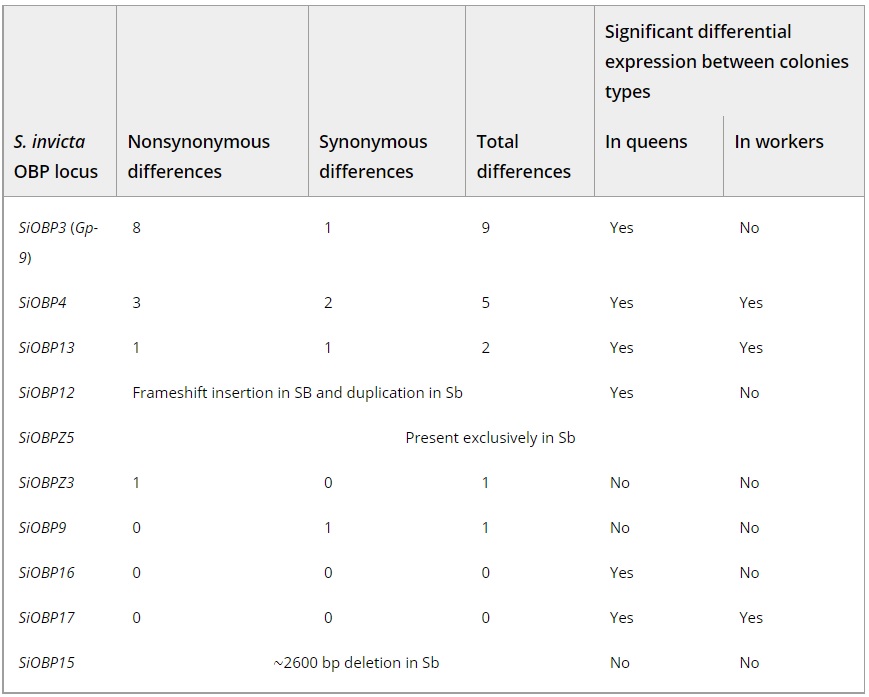 Significant differential
expression between colonies
types
S. invicta
OBP locus
Nonsynonymous
differences
Synonymous
differences
Total
differences
In queens
In workers
SiOBP3 (Gp-
9) 8 1 9 Yes No
SiOBP4 3 2 5 Yes Yes
SiOBP13 1 1 2 Yes Yes
SiOBP12 Frameshift insertion in SB and duplication in Sb Yes No
SiOBPZ5 Present exclusively in Sb
SiOBPZ3 1 0 1 No No
SiOBP9 0 1 1 No No
SiOBP16 0 0 0 Yes No
SiOBP17 0 0 0 Yes Yes
SiOBP15 ~2600 bp deletion in Sb No No